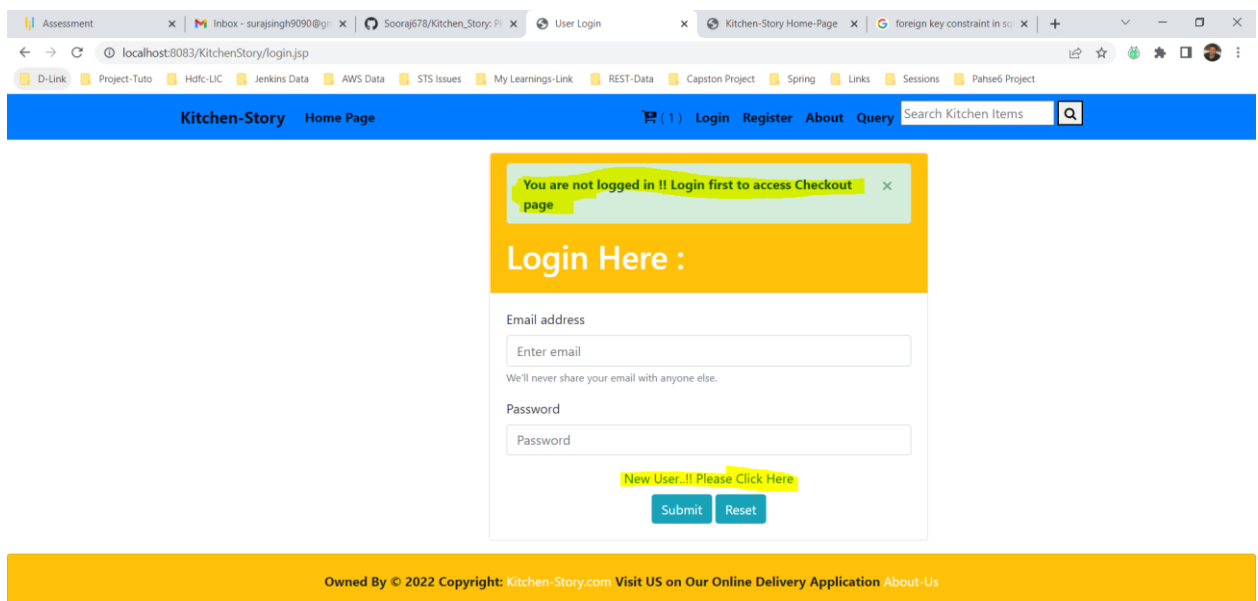 Assessment
Inbox - surajsingh9090@gm
Sooraj678/Kitchen_Story: Ph
User Login
Kitchen-Story Home-Page
foreign key constraint in sq
localhost:8083/KitchenStory/login.jsp
D-Link Project-Tuto Hdfc-LIC Jenkins Data AWS Data STS Issues My Learnings-Link REST-Data Capston Project Spring Links Sessions Pahse6 Project
Kitchen-Story Home Page ( 1 ) Login Register About Query Search Kitchen Items
You are not logged in !! Login first to access Checkout
page
×
Login Here :
Email address
Enter email
We'll never share your email with anyone else.
Password
Password
New User..!! Please Click Here
Submit Reset
Owned By © 2022 Copyright: Kitchen-Story.com Visit US on Our Online Delivery Application About-Us